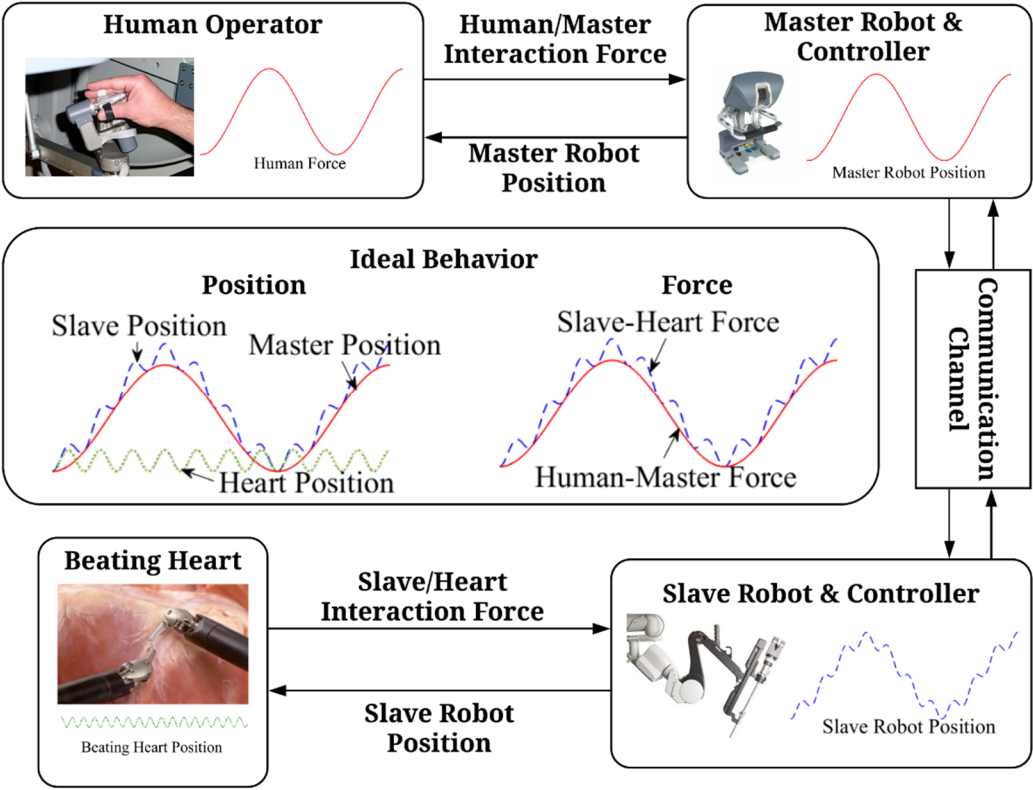 Human Operator
Human Force
Human/Master
Interaction Force
Master Robot
Position
Master Robot &
Controller
Master Robot Position
Ideal Behavior
Position
Force
Slave Position
Master Position
Heart Position
Slave-Heart Force
Human-Master Force
Communication
Channel
Beating Heart
Beating Heart Position
Slave/Heart
Interaction Force
Slave Robot
Position
Slave Robot & Controller
Slave Robot Position